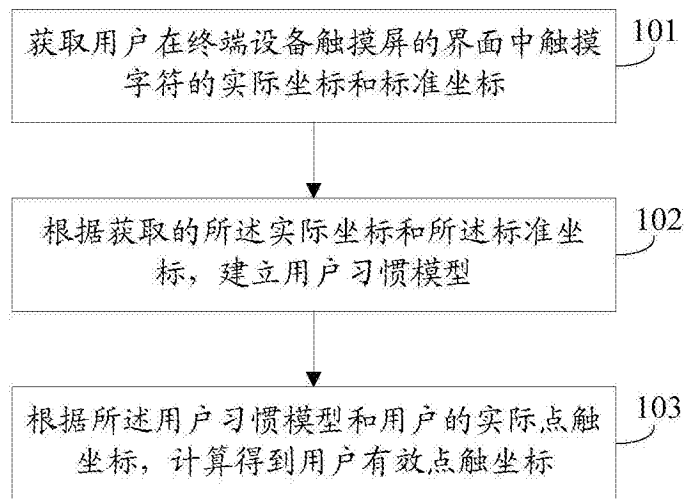 获取用户在终端设备触摸屏的界面中触摸
字符的实际坐标和标准坐标
101
根据获取的所述实际坐标和所述标准坐
标，建立用户习惯模型
102
根据所述用户习惯模型和用户的实际点触
坐标，计算得到用户有效点触坐标
103